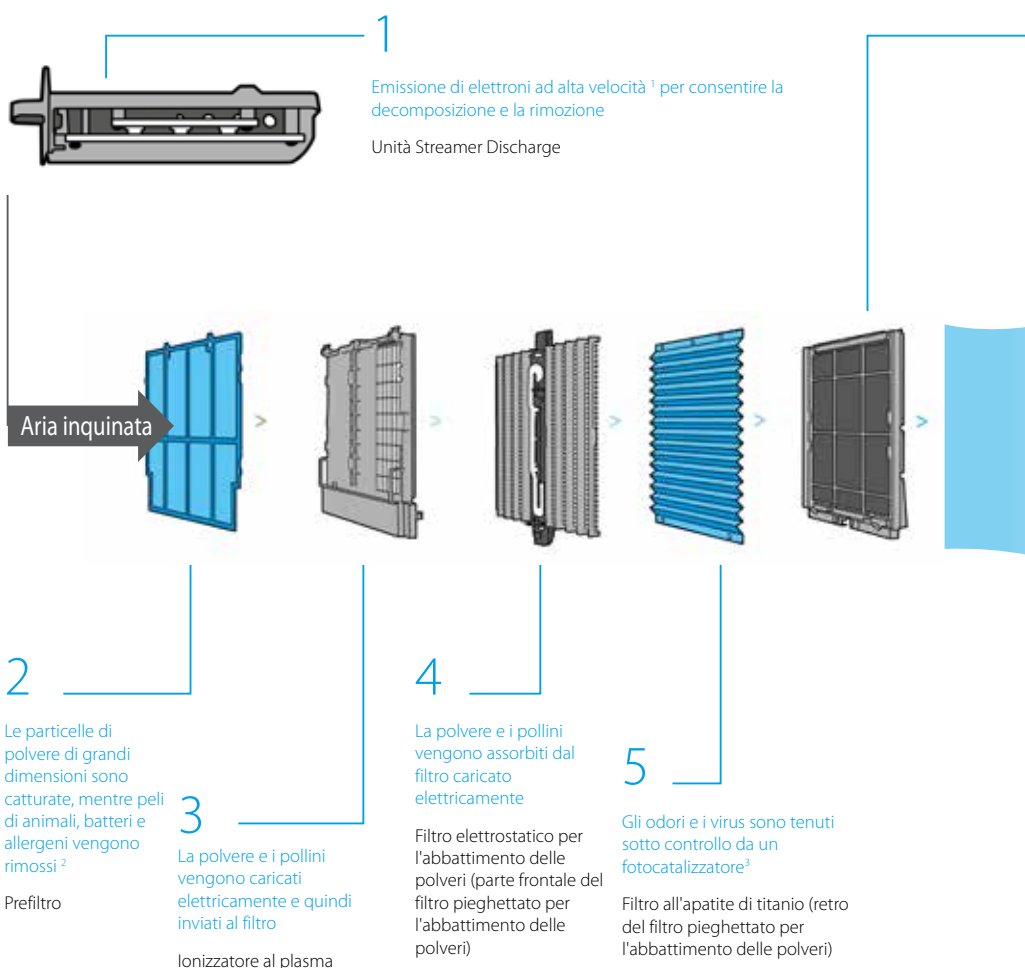 1
Emissione di elettroni ad alta velocità ¹ per consentire la
decomposizione e la rimozione
Unità Streamer Discharge
Aria inquinata
>
>
>
>
>
2
Le particelle di
polvere di grandi
dimensioni sono
catturate, mentre peli
di animali, batteri e
allergeni vengono
rimossi ²
Prefiltro
3
La polvere e i pollini
vengono caricati
elettricamente e quindi
inviati al filtro
Ionizzatore al plasma
4
La polvere e i pollini
vengono assorbiti dal
filtro caricato
elettricamente
Filtro elettrostatico per
l'abbattimento delle
polveri (parte frontale del
filtro pieghettato per
l'abbattimento delle
polveri)
5
Gli odori e i virus sono tenuti
sotto controllo da un
fotocatalizzatore³
Filtro all'apatite di titanio (retro
del filtro pieghettato per
l'abbattimento delle polveri)